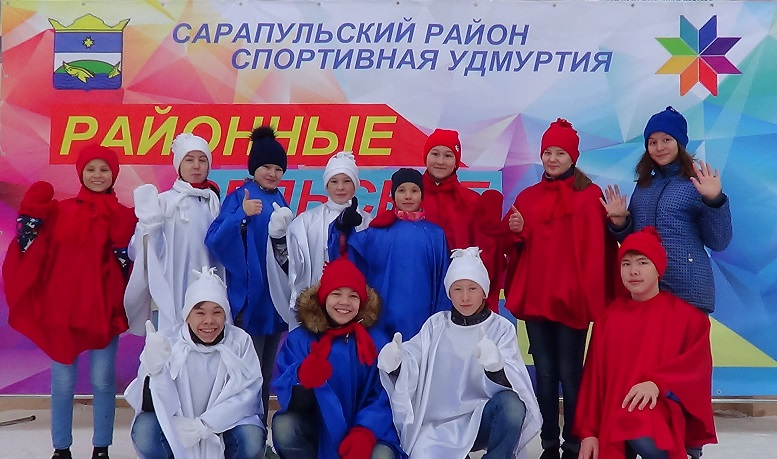 САРАПУЛЬСКИЙ РАЙОН
СПОРТИВНАЯ УДМУРТИЯ
РАЙОННЫЕ